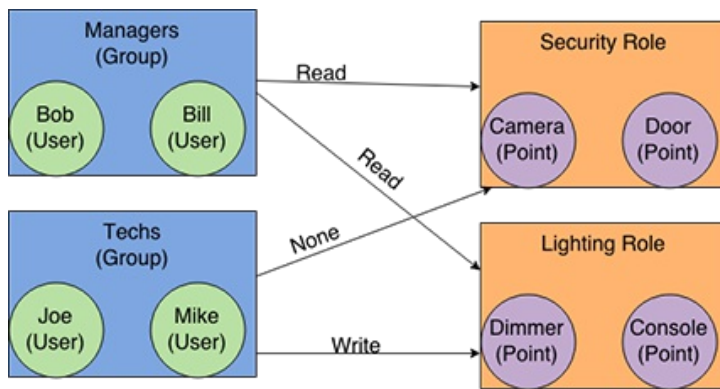 Managers
(Group)
Bob
(User)
Bill
(User)
Read
Security Role
Camera
(Point)
Door
(Point)
Read
Techs
(Group)
Joe
(User)
Mike
(User)
None
Write
Lighting Role
Dimmer
(Point)
Console
(Point)